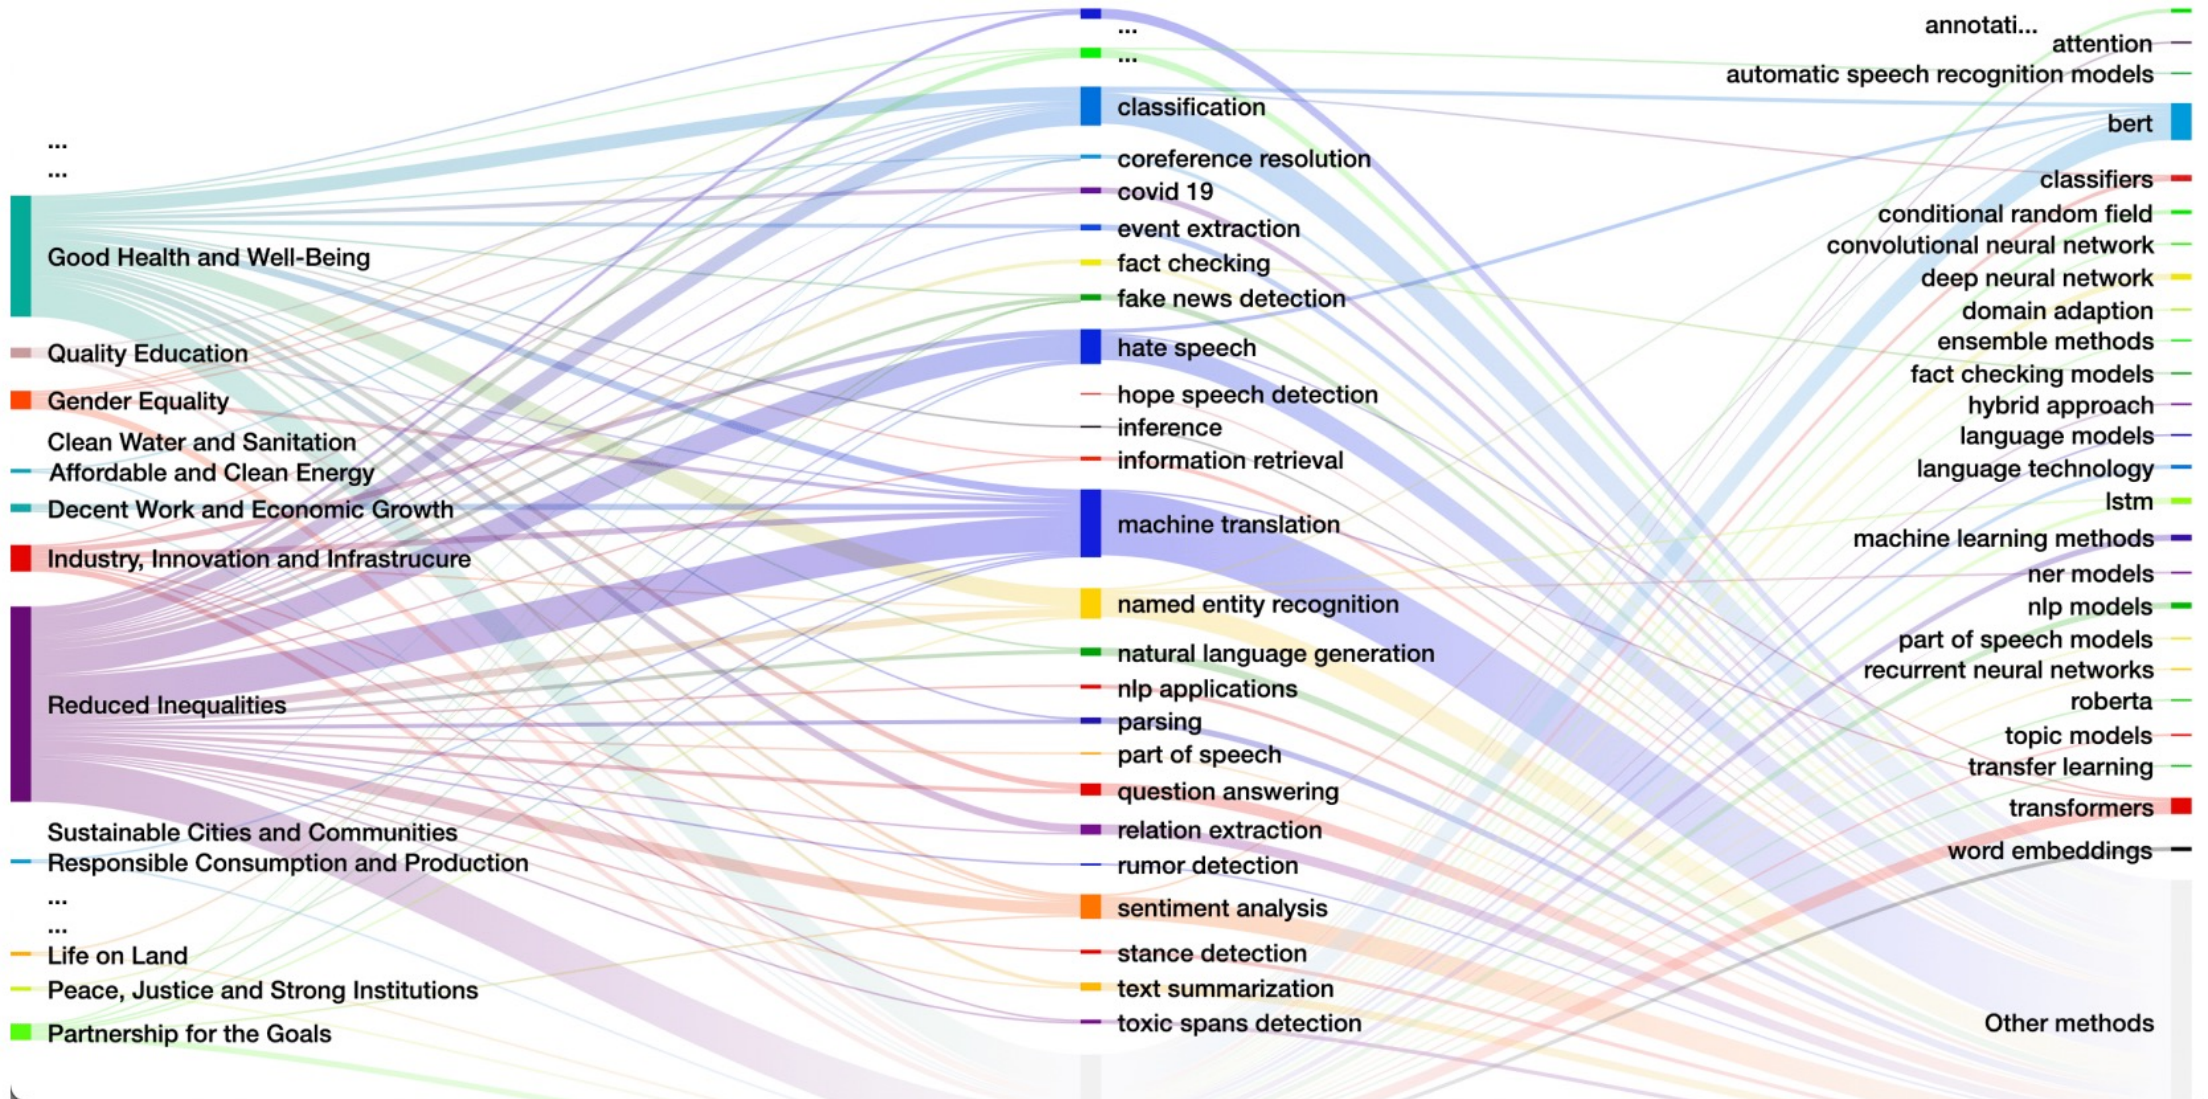 ...
...
Good Health and Well-Being
Quality Education
Gender Equality
Clean Water and Sanitation
Affordable and Clean Energy
Decent Work and Economic Growth
Industry, Innovation and Infrastrucure
Reduced Inequalities
Sustainable Cities and Communities
Responsible Consumption and Production
...
...
Life on Land
Peace, Justice and Strong Institutions
Partnership for the Goals
...
...
classification
coreference resolution
covid 19
event extraction
fact checking
fake news detection
hate speech
hope speech detection
inference
information retrieval
machine translation
named entity recognition
natural language generation
nlp applications
parsing
part of speech
question answering
relation extraction
rumor detection
sentiment analysis
stance detection
text summarization
toxic spans detection
annotati...
attention
automatic speech recognition models
bert
classifiers
conditional random field
convolutional neural network
deep neural network
domain adaption
ensemble methods
fact checking models
hybrid approach
language models
language technology
lstm
machine learning methods
ner models
nlp models
part of speech models
recurrent neural networks
roberta
topic models
transfer learning
transformers
word embeddings
Other methods